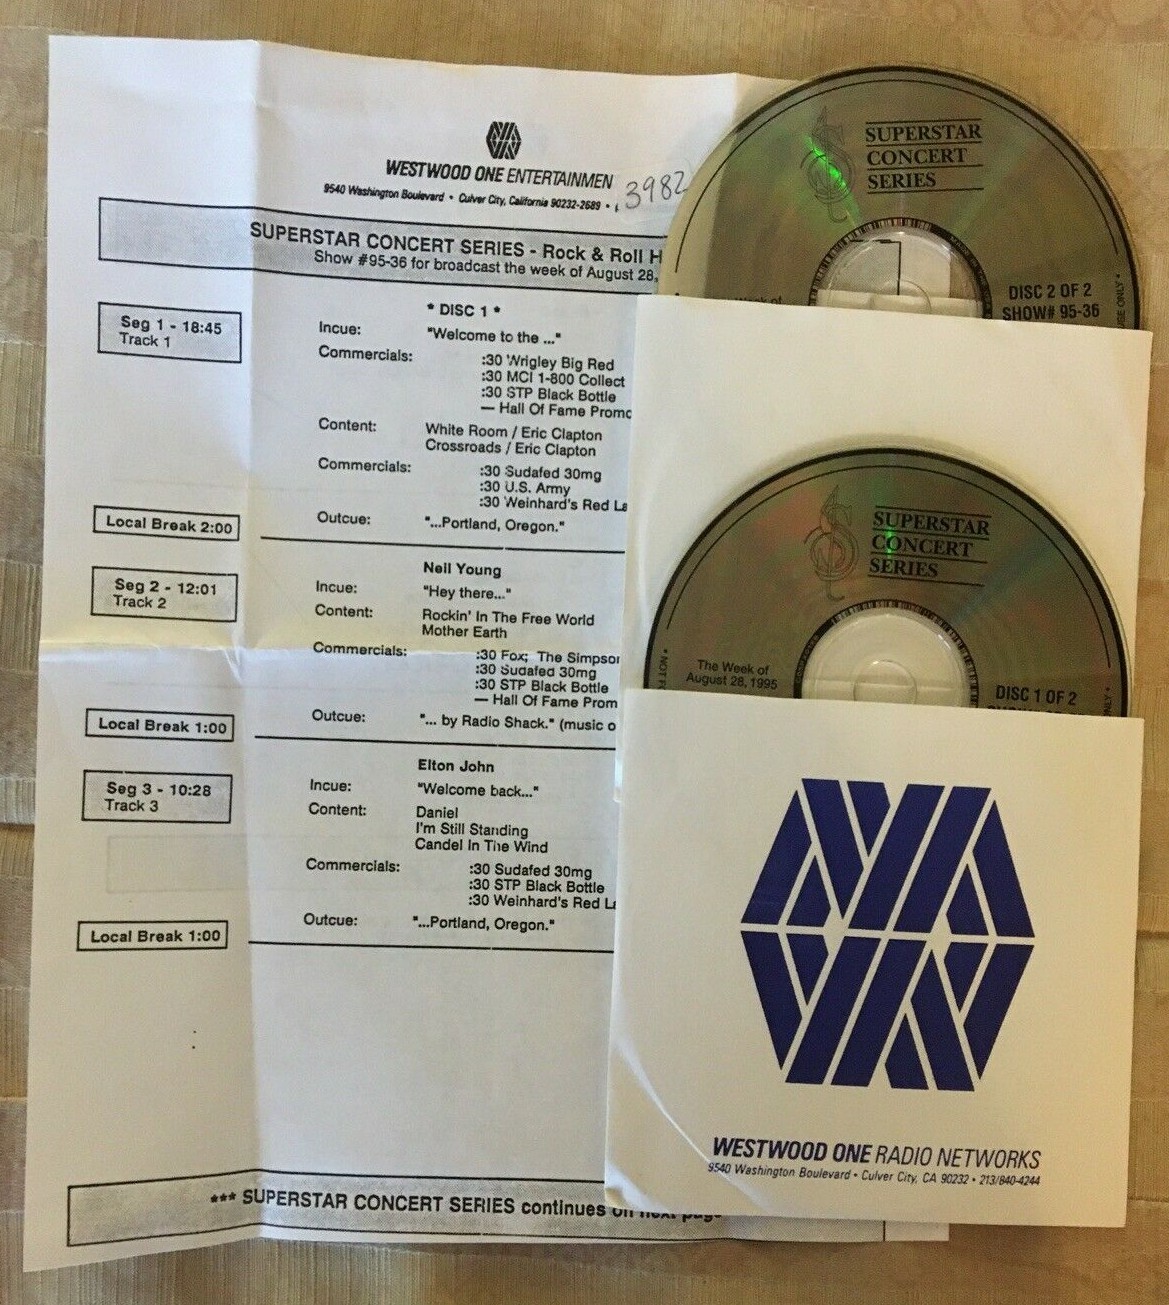 WESTWOOD ONE ENTERTAINMEN
9540 Washington Boulevard • Culver City, California 90232-2689 •
3982
SUPERSTAR CONCERT SERIES - Rock & Roll H
Show #95-36 for broadcast the week of August 28,
* DISC 1 *
Seg 1 - 18:45
Track 1
Incue: "Welcome to the ..."
Commercials: :30 Wrigley Big Red
:30 MCI 1-800 Collect
:30 STP Black Bottle
— Hall Of Fame Promo
Content: White Room / Eric Clapton
Crossroads / Eric Clapton
Commercials: :30 Sudafed 30mg
:30 U.S. Army
:30 Weinhard's Red La
Local Break 2:00
Outcue: "...Portland, Oregon."
Neil Young
Seg 2 - 12:01
Track 2
Incue: "Hey there..."
Content: Rockin' In The Free World
Mother Earth
Commercials: :30 Fox; The Simpson
:30 Sudafed 30mg
:30 STP Black Bottle
— Hall Of Fame Prom
Local Break 1:00
Outcue: "... by Radio Shack." (music o
Elton John
Seg 3 - 10:28
Track 3
Incue: "Welcome back..."
Content: Daniel
I'm Still Standing
Candel In The Wind
Commercials: :30 Sudafed 30mg
:30 STP Black Bottle
:30 Weinhard's Red La
Local Break 1:00
Outcue: "...Portland, Oregon."
*** SUPERSTAR CONCERT SERIES continues on next page
SUPERSTAR
CONCERT
SERIES
Week of
DISC 2 OF 2
SHOW# 95-36
USE ONLY •
SUPERSTAR
CONCERT
SERIES
The Week of
August 28, 1995
DISC 1 OF 2
• NOT
ONLY •
WESTWOOD ONE RADIO NETWORKS
9540 Washington Boulevard • Culver City, CA 90232 • 213/840-4244